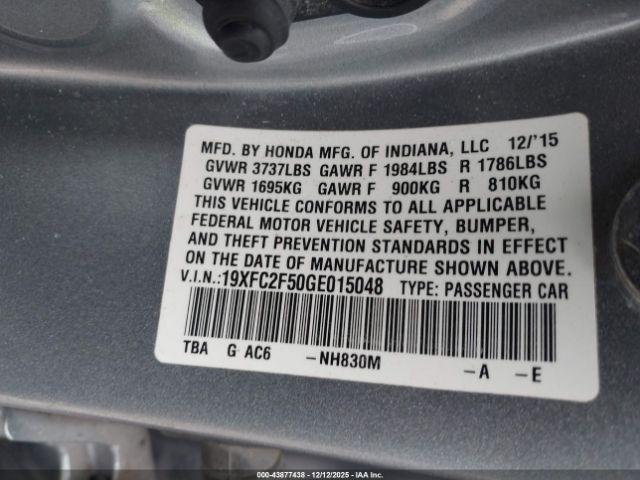 MFD. BY HONDA MFG. OF INDIANA, LLC 12/'15
GVWR 3737LBS GAWR F 1984LBS R 1786LBS
GVWR 1695KG GAWR F 900KG R 810KG
THIS VEHICLE CONFORMS TO ALL APPLICABLE
FEDERAL MOTOR VEHICLE SAFETY, BUMPER,
AND THEFT PREVENTION STANDARDS IN EFFECT
ON THE DATE OF MANUFACTURE SHOWN ABOVE.
V.I.N.:19XFC2F50GE015048 TYPE: PASSENGER CAR
TBA G AC6 -NH830M -A -E
000-43877438 - 12/12/2025 - IAA Inc.